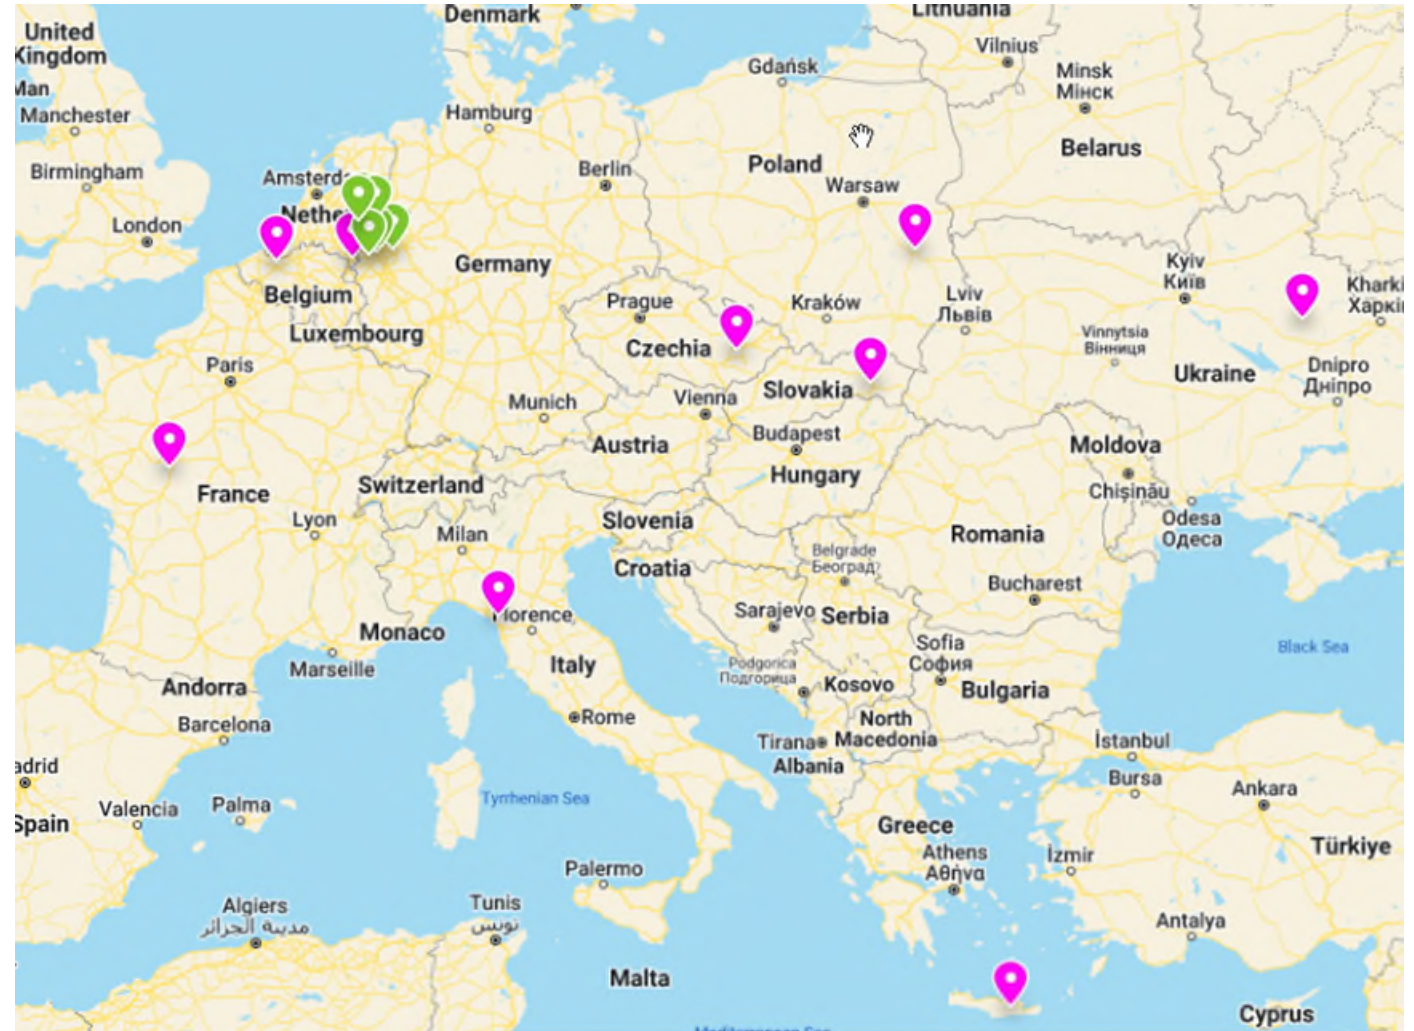 Denmark
Lithuania
United
Kingdom
Vilnius
Gdańsk
Minsk
Мінск
Man
Manchester
Hamburg
Belarus
Poland
Birmingham
Amsterd
Berlin
Warsaw
Nethe
London
Germany
Kyiv
Київ
Belgium
Prague
Kraków
Lviv
Львів
Kharki
Харкі
Luxembourg
Vinnytsia
Вінниця
Czechia
Paris
Dnipro
Дніпро
Ukraine
Slovakia
Munich
Vienna
Budapest
Austria
Moldova
Hungary
Switzerland
France
Chișinău
Lyon
Slovenia
Odesa
Одеса
Milan
Romania
Belgrade
Београд
Croatia
Bucharest
Florence
Sarajevo
Serbia
Monaco
Sofia
София
Black Sea
Marseille
Italy
Podgorica
Подгорица
Kosovo
Andorra
Bulgaria
Barcelona
Rome
North
Macedonia
Tirana
İstanbul
Albania
adrid
Bursa
Ankara
Tyrrhenian Sea
Palma
Valencia
Spain
Greece
Türkiye
Athens
Αθήνα
İzmir
Palermo
Algiers
مدينة الجزائر
Tunis
تونس
Antalya
Malta
Cyprus
Mediterranean Sea